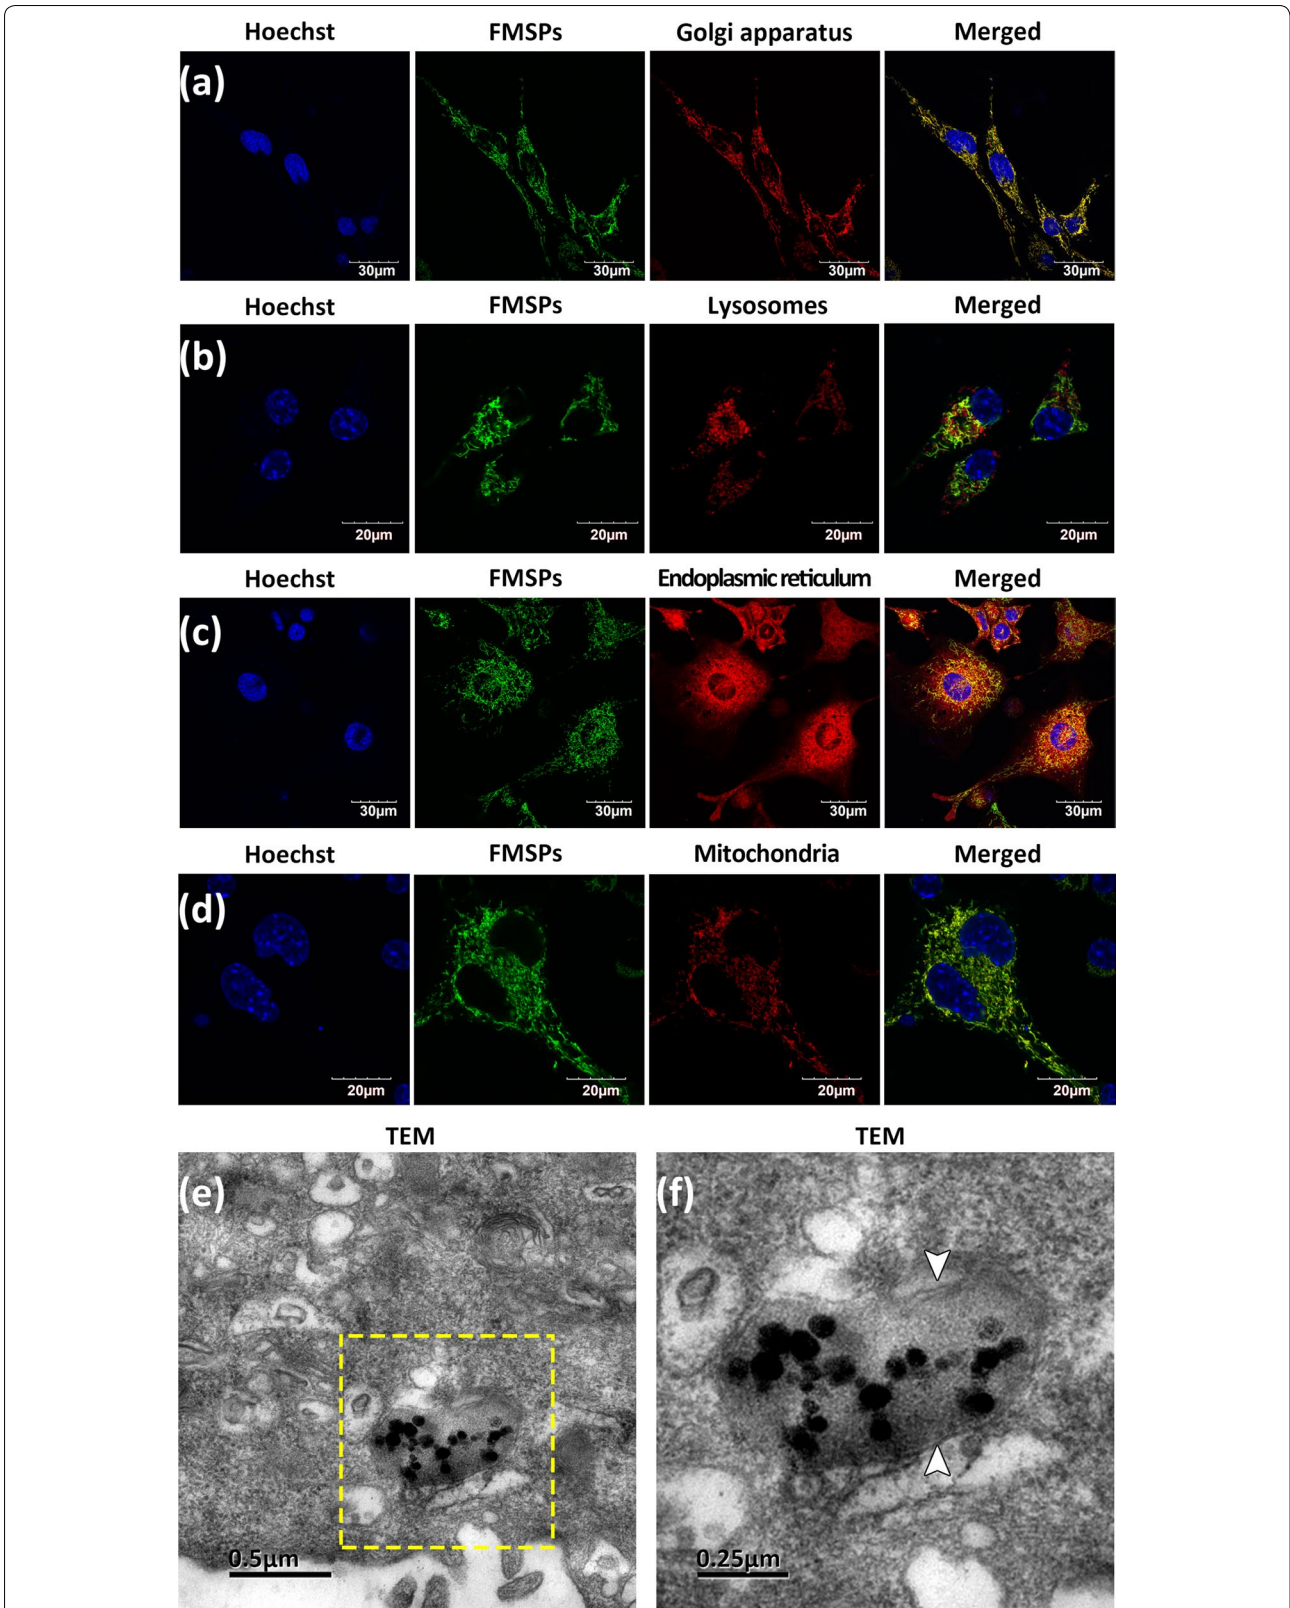 Hoechst FMSPs Golgi apparatus Merged
(a)
30µm 30µm 30µm 30µm
Hoechst FMSPs Lysosomes Merged
(b)
20µm 20µm 20µm 20µm
Hoechst FMSPs Endoplasmic reticulum Merged
(c)
30µm 30µm 30µm 30µm
Hoechst FMSPs Mitochondria Merged
(d)
20µm 20µm 20µm 20µm
TEM TEM
(e) (f)
0.5µm 0.25µm